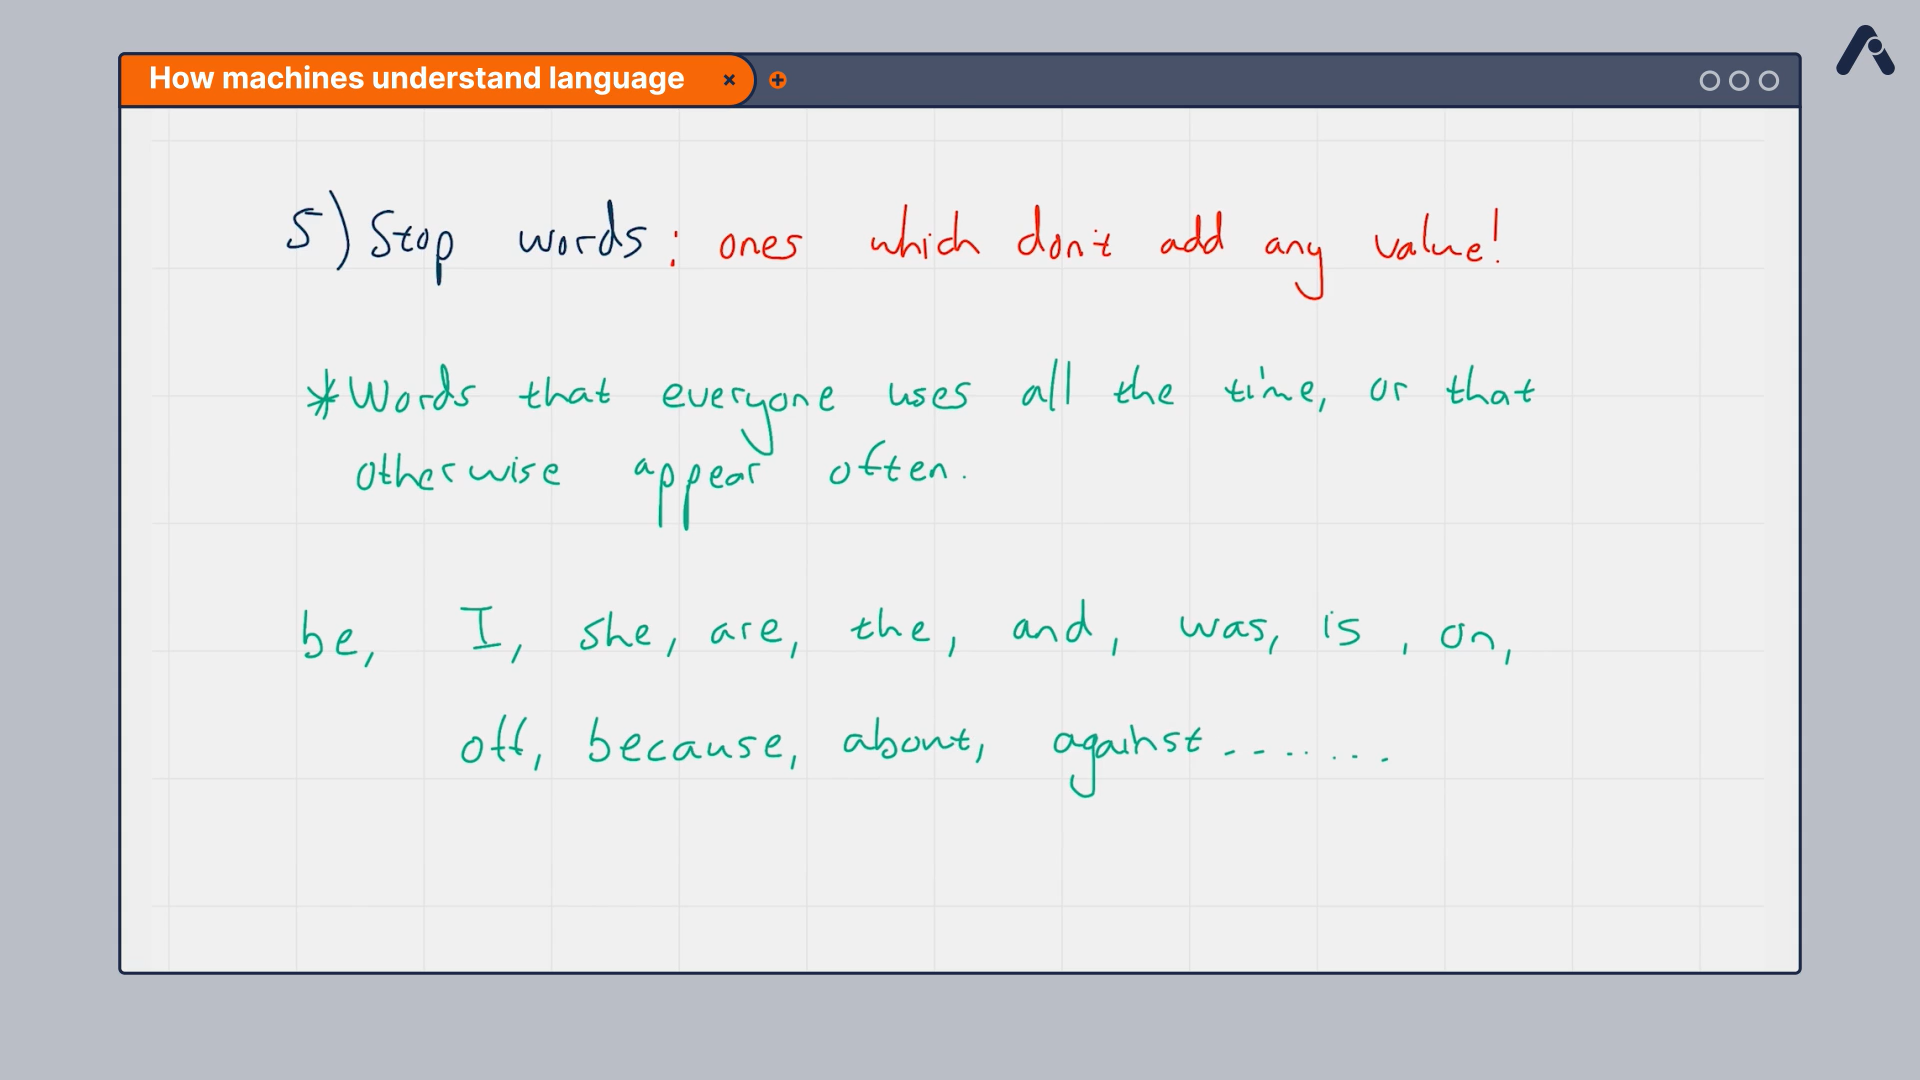 How machines understand language
5) Stop words: ones which don't add any value!
*Words that everyone uses all the time, or that
otherwise appear often.
be, I, she, are, the, and, was, is, on,
off, because, about, against.......